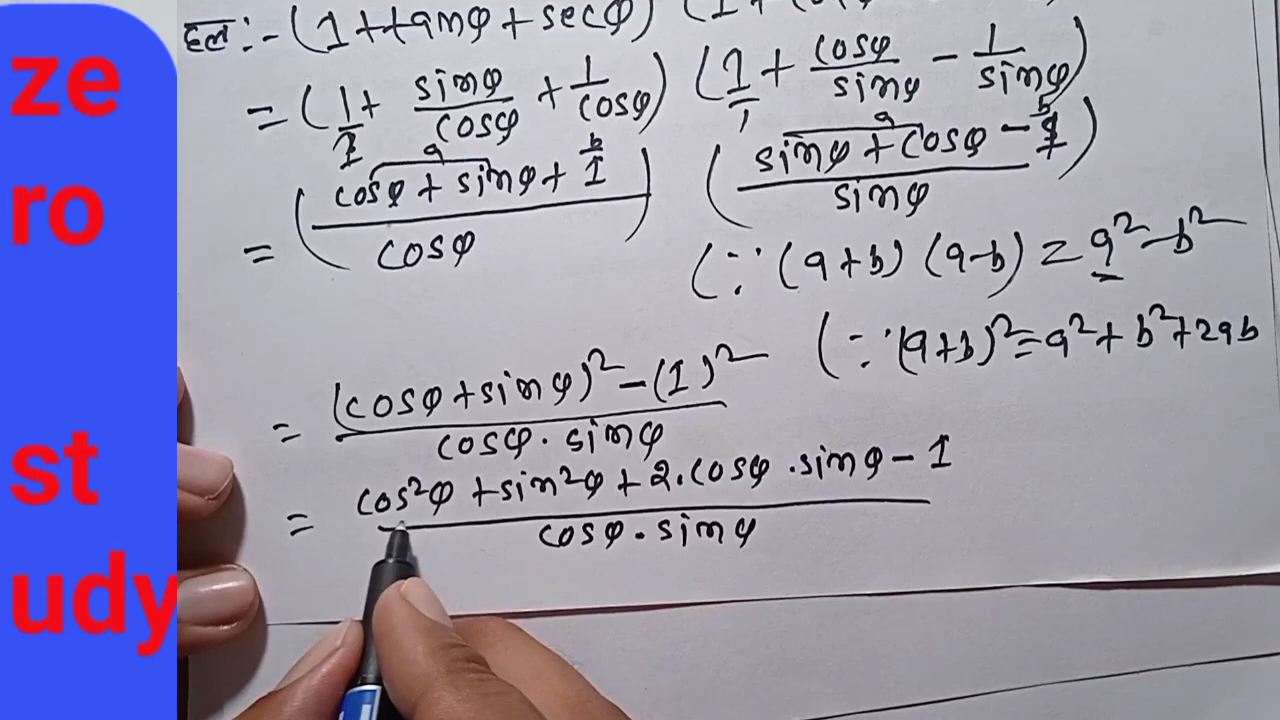 ze
ro
st
udy
हल :- (1+tanφ+secφ) (1+
= (1/1 + sinφ/cosφ + 1/cosφ) (1/1 + cosφ/sinφ - 1/sinφ)
a b a b
= ((cosφ + sinφ + 1)/cosφ) ((sinφ + cosφ - 1)/sinφ)
(∵ (a+b) (a-b) = a² - b²
(∵ (a+b)² = a² + b² + 2ab
= ((cosφ + sinφ)² - (1)²)/(cosφ · sinφ)
= (cos²φ + sin²φ + 2·cosφ · sinφ - 1)/(cosφ · sinφ)